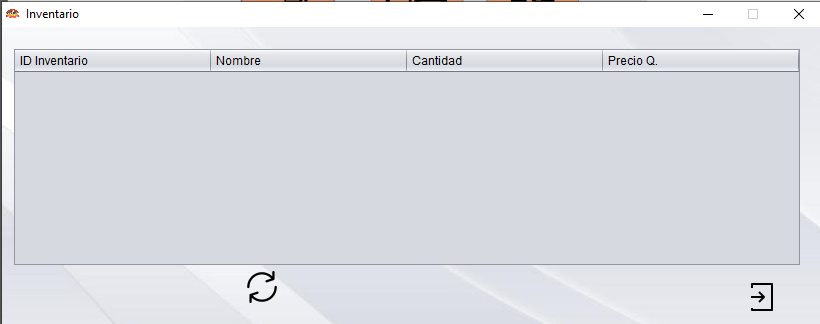 Inventario
ID Inventario Nombre Cantidad Precio Q.